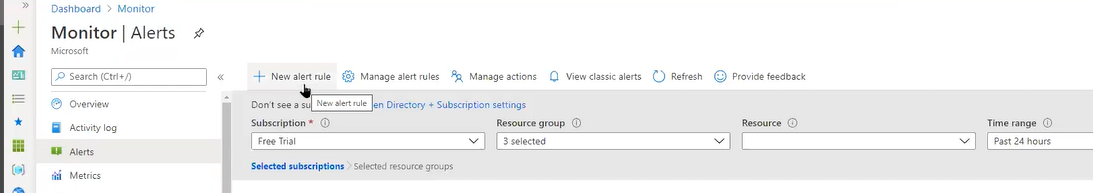 Dashboard > Monitor
Monitor | Alerts
Microsoft
Search (Ctrl+/)
Overview
Activity log
Alerts
Metrics
New alert rule Manage alert rules Manage actions View classic alerts Refresh Provide feedback
Don't see a su en Directory + Subscription settings
New alert rule
Subscription * Resource group Resource Time range
Free Trial 3 selected Past 24 hours
Selected subscriptions > Selected resource groups